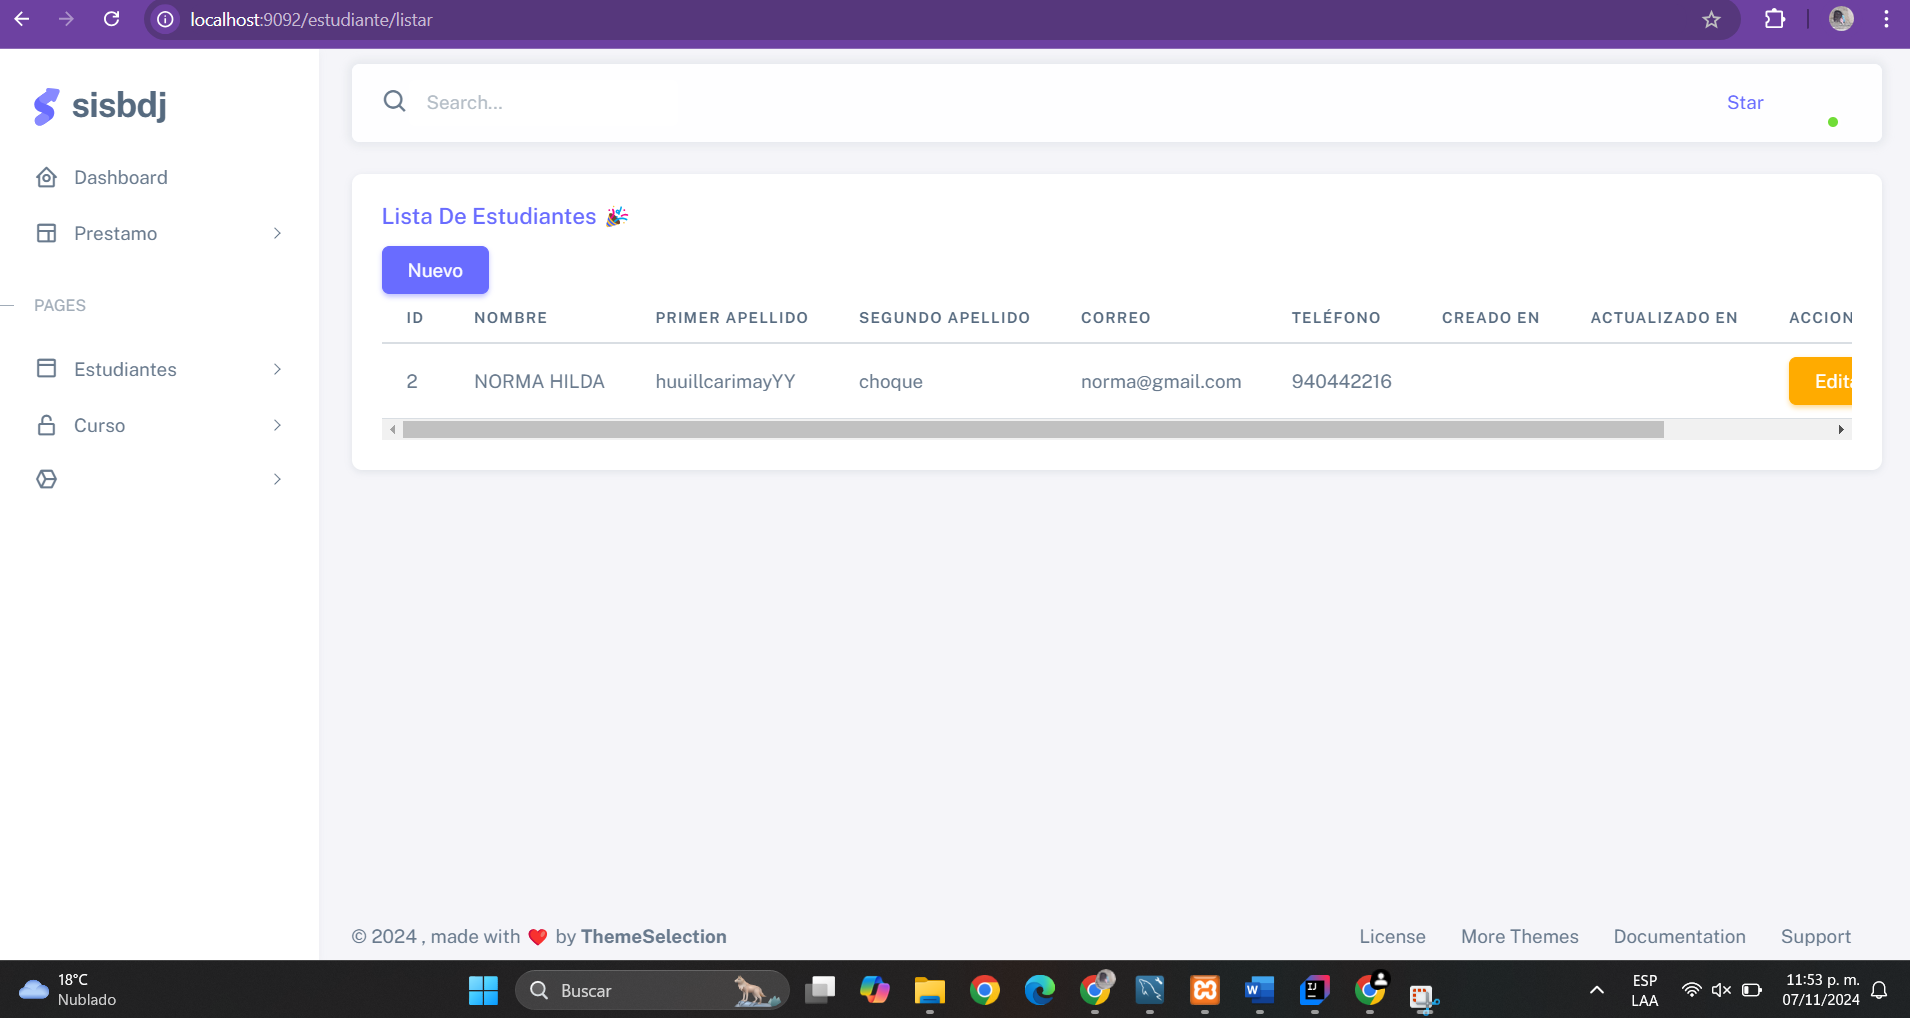 localhost:9092/estudiante/listar
sisbdj
Search...
Star
Dashboard
Prestamo
PAGES
Estudiantes
Curso
Lista De Estudiantes 🎉
Nuevo
ID NOMBRE PRIMER APELLIDO SEGUNDO APELLIDO CORREO TELÉFONO CREADO EN ACTUALIZADO EN ACCION
2 NORMA HILDA huuillcarimayYY choque norma@gmail.com 940442216 Edita
© 2024 , made with ❤️ by ThemeSelection
License More Themes Documentation Support
18°C
Nublado
Buscar
ESP
LAA
11:53 p. m.
07/11/2024